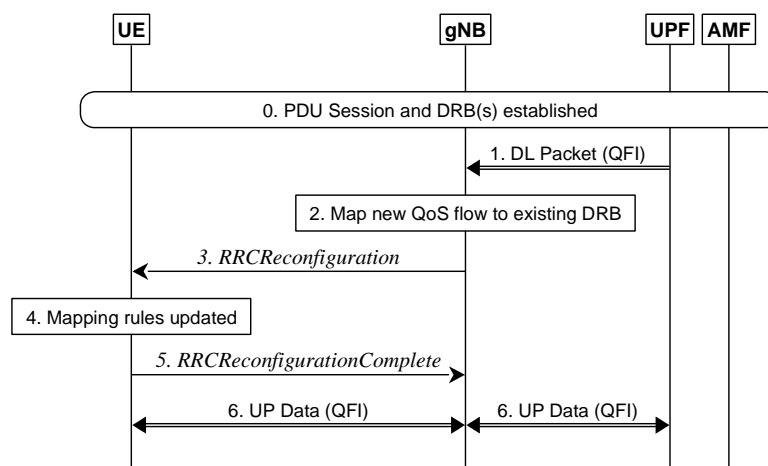 UE
gNB
UPF
AMF
0. PDU Session and DRB(s) established
1. DL Packet (QFI)
2. Map new QoS flow to existing DRB
3. RRCReconfiguration
4. Mapping rules updated
5. RRCReconfigurationComplete
6. UP Data (QFI)
6. UP Data (QFI)